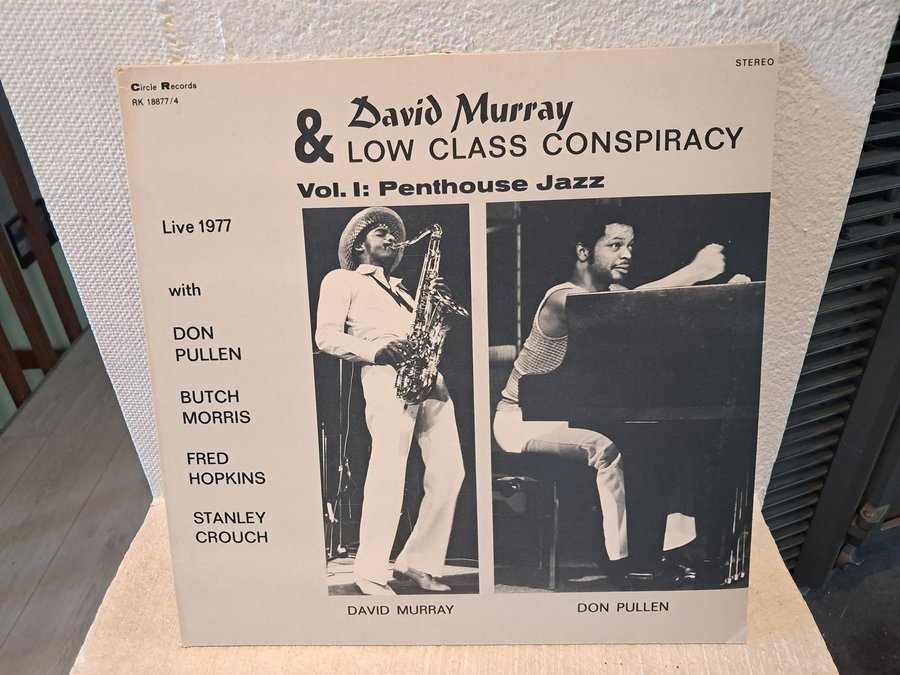 Circle Records
RK 18877/4
STEREO
David Murray
& LOW CLASS CONSPIRACY
Vol. I: Penthouse Jazz
Live 1977
with
DON
PULLEN
BUTCH
MORRIS
FRED
HOPKINS
STANLEY
CROUCH
DAVID MURRAY
DON PULLEN